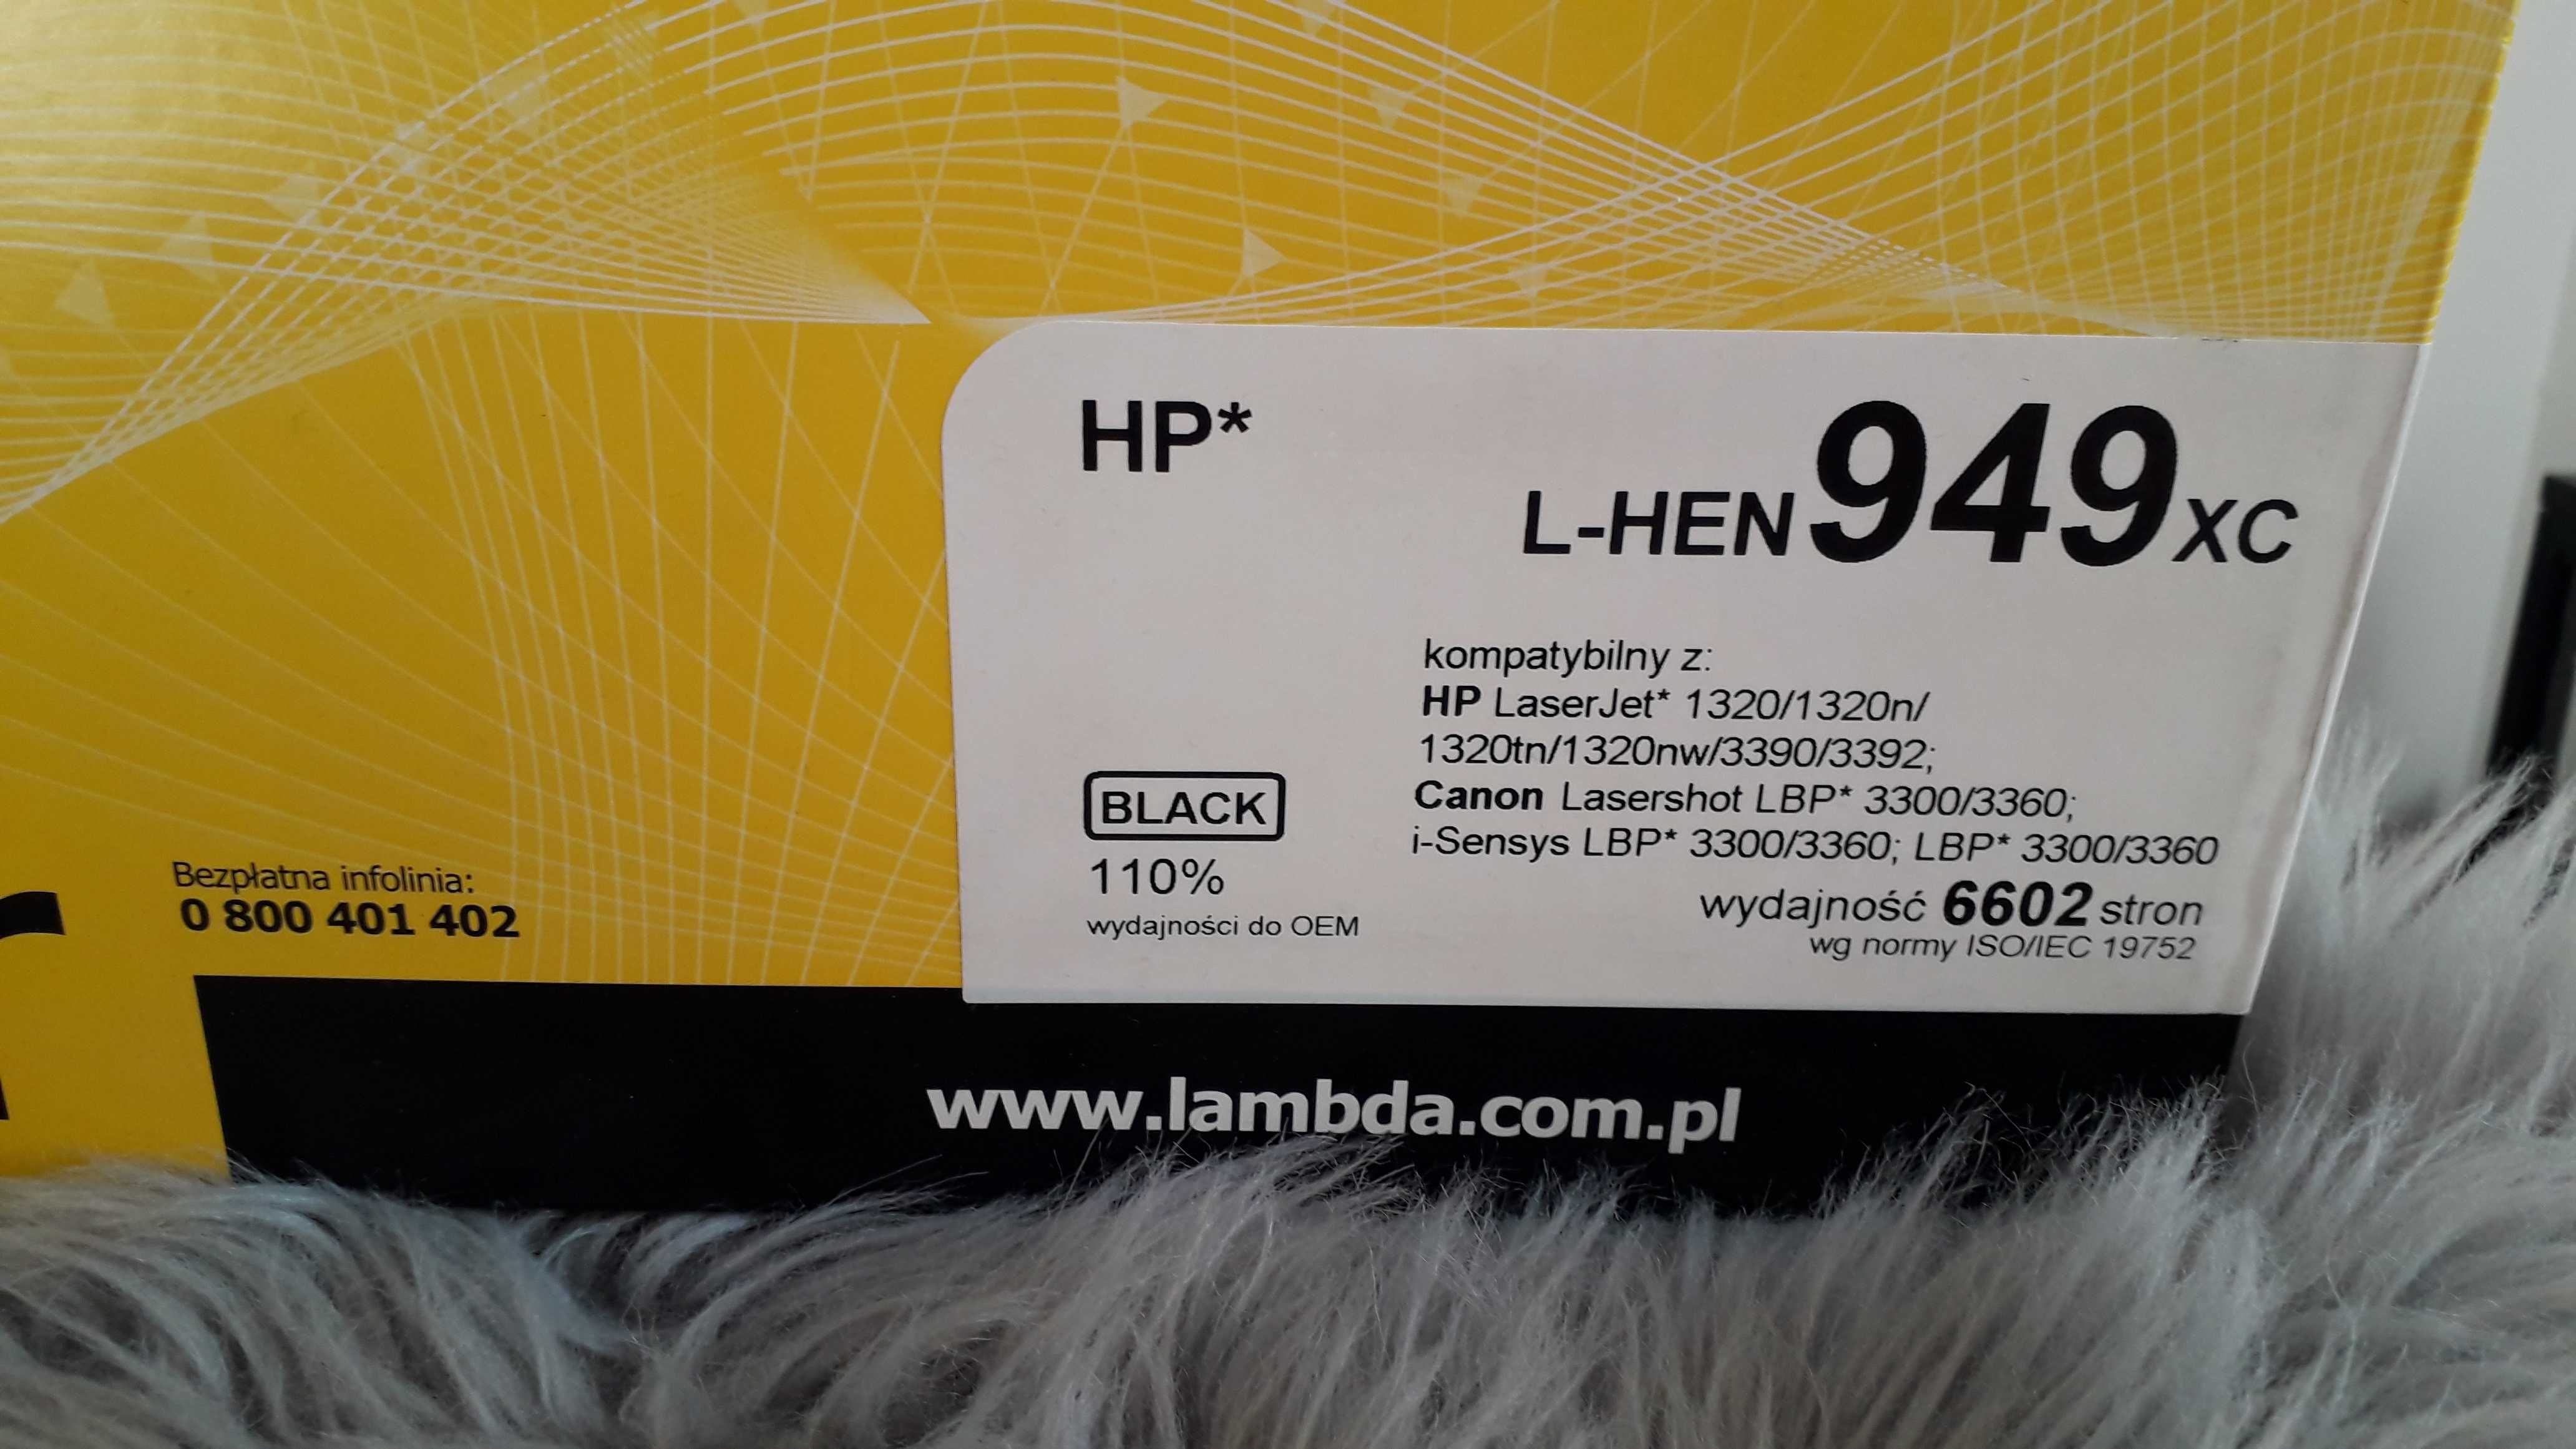 HP*
L-HEN949XC
kompatybilny z:
HP LaserJet* 1320/1320n/
1320tn/1320nw/3390/3392;
Canon Lasershot LBP* 3300/3360;
i-Sensys LBP* 3300/3360; LBP* 3300/3360
BLACK
110%
wydajności do OEM
wydajność 6602 stron
wg normy ISO/IEC 19752
Bezpłatna infolinia:
0 800 401 402
www.lambda.com.pl